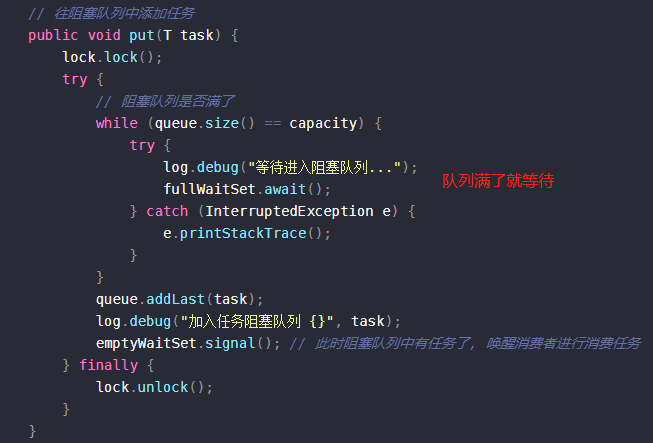 // 往阻塞队列中添加任务
public void put(T task) {
lock.lock();
try {
// 阻塞队列是否满了
while (queue.size() == capacity) {
try {
log.debug("等待进入阻塞队列...");
fullWaitSet.await();
队列满了就等待
} catch (InterruptedException e) {
e.printStackTrace();
}
}
queue.addLast(task);
log.debug("加入任务阻塞队列 {}", task);
emptyWaitSet.signal(); // 此时阻塞队列中有任务了, 唤醒消费者进行消费任务
} finally {
lock.unlock();
}
}